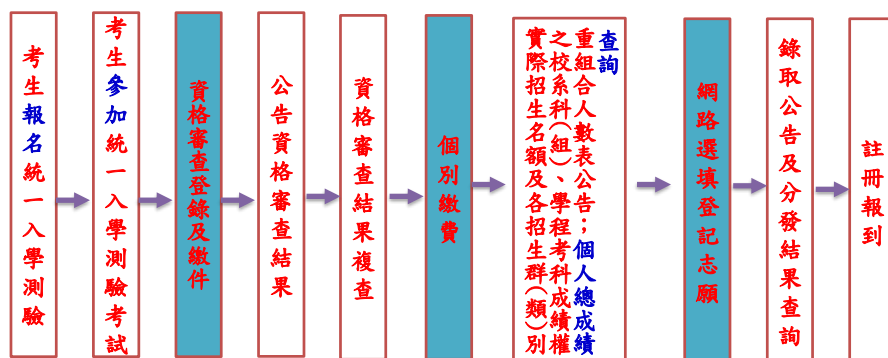 考生報名統一入學測驗
考生參加統一入學測驗考試
資格審查登錄及繳件
公告資格審查結果
資格審查結果複查
個別繳費
實際招生名額及各招生群(類)別
之校系科(組)、學程考科成績權
重組合人數表公告;個人總成績
查詢
網路選填登記志願
錄取公告及分發結果查詢
註冊報到